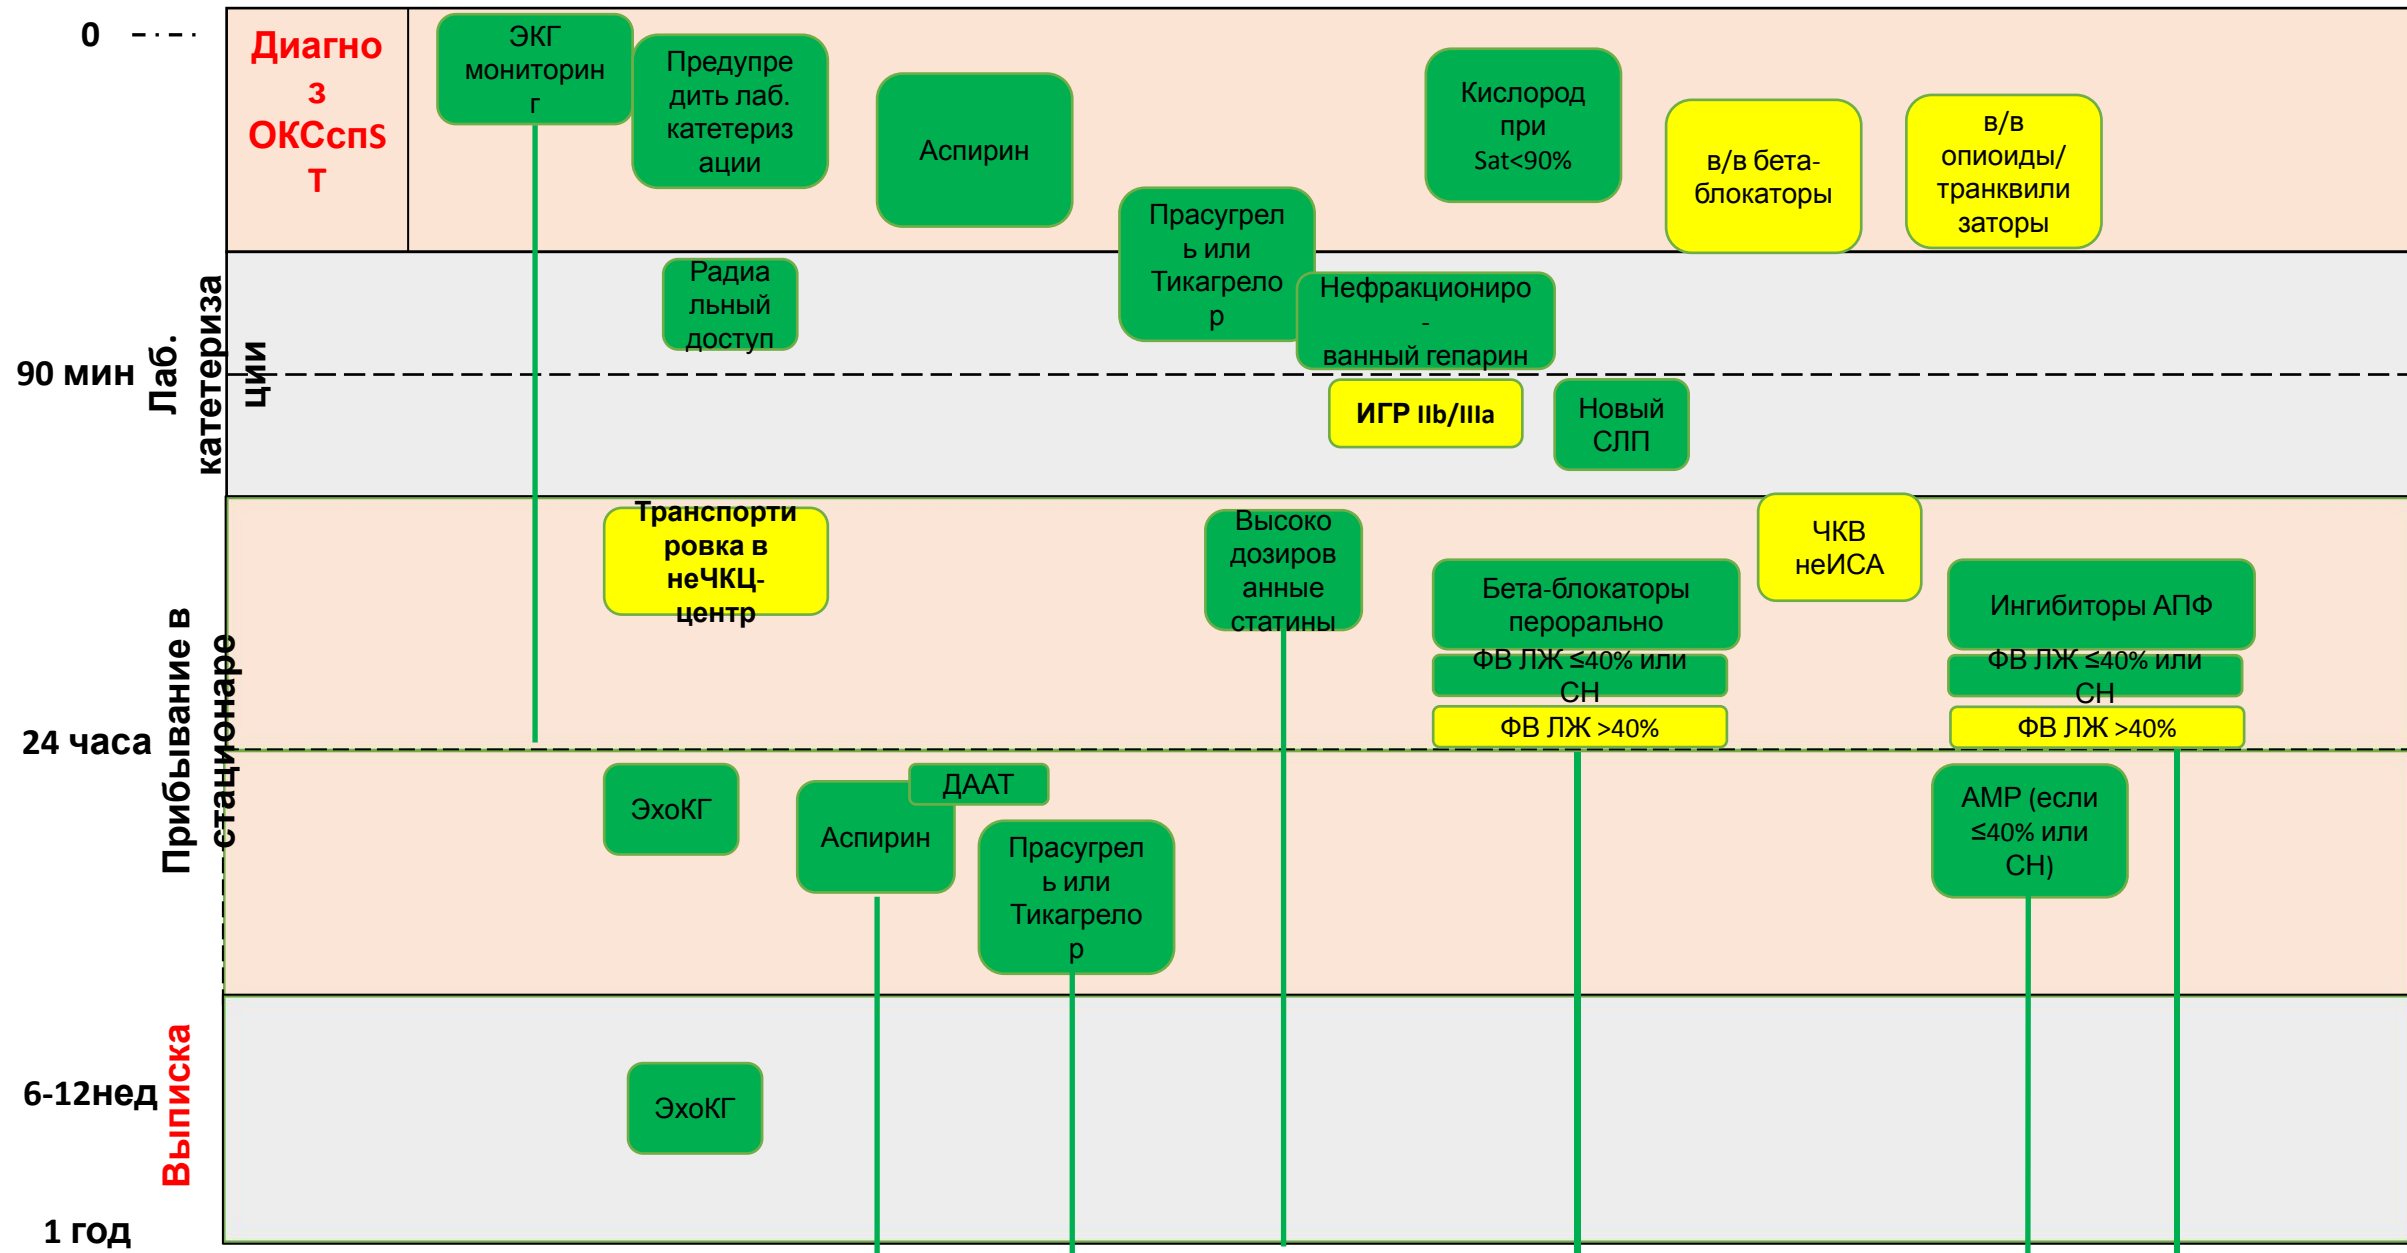 0
Диагно
з
ОКСспS
Т
ЭКГ
мониторин
г
Предупре
дить лаб.
катетериз
ации
Аспирин
Прасугрел
ь или
Тикагрело
р
Кислород
при
Sat<90%
в/в бета-
блокаторы
в/в
опиоиды/
транквили
заторы
90 мин
Лаб.
катетериза
ции
Радиа
льный
доступ
Нефракциониро
-
ванный гепарин
ИГР IIb/IIIa
Новый
СЛП
24 часа
Прибывание в
стационаре
Транспорти
ровка в
неЧКЦ-
центр
Высоко
дозиров
анные
статины
Бета-блокаторы
перорально
ФВ ЛЖ ≤40% или
СН
ФВ ЛЖ >40%
ЧКВ
неИСА
Ингибиторы АПФ
ФВ ЛЖ ≤40% или
СН
ФВ ЛЖ >40%
ЭхоКГ
Аспирин
ДААТ
Прасугрел
ь или
Тикагрело
р
АМР (если
≤40% или
СН)
6-12нед
Выписка
ЭхоКГ
1 год